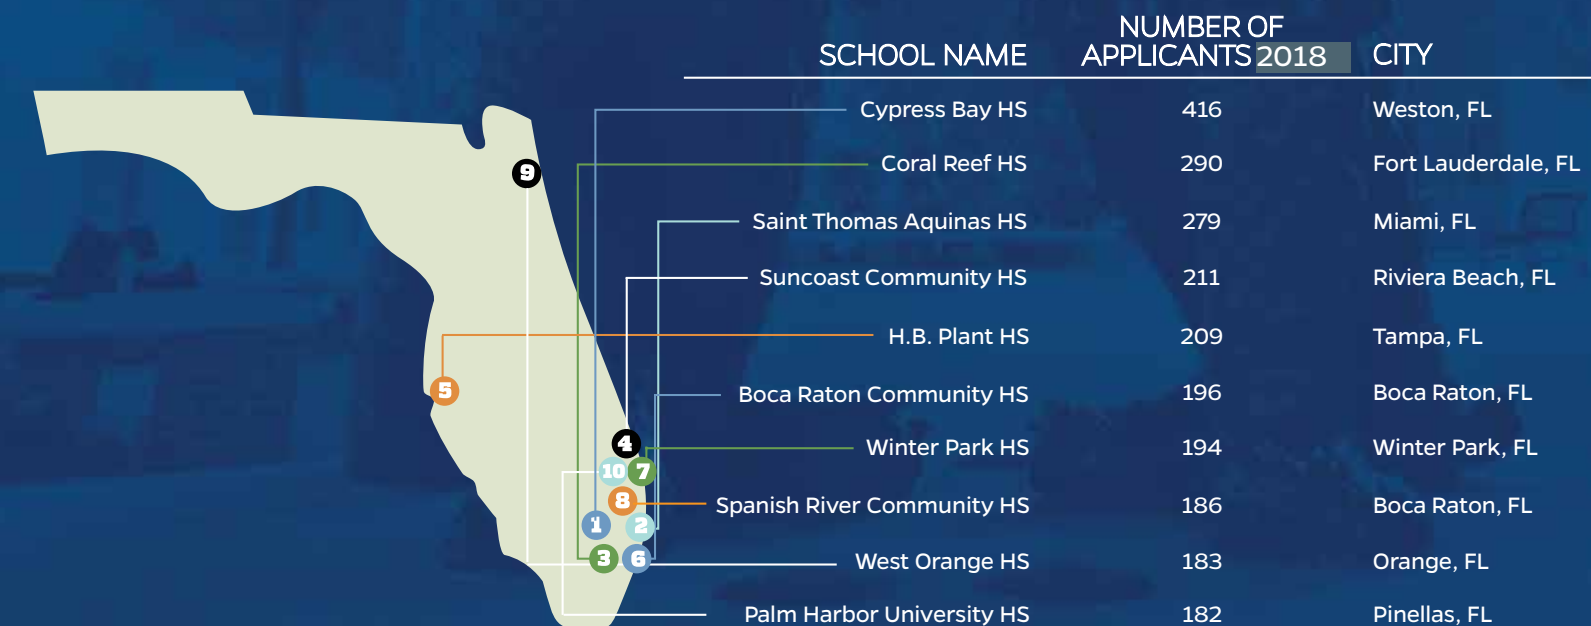 SCHOOL NAME
NUMBER OF
APPLICANTS 2018
CITY
Cypress Bay HS 416 Weston, FL
Coral Reef HS 290 Fort Lauderdale, FL
Saint Thomas Aquinas HS 279 Miami, FL
Suncoast Community HS 211 Riviera Beach, FL
H.B. Plant HS 209 Tampa, FL
Boca Raton Community HS 196 Boca Raton, FL
Winter Park HS 194 Winter Park, FL
Spanish River Community HS 186 Boca Raton, FL
West Orange HS 183 Orange, FL
Palm Harbor University HS 182 Pinellas, FL
9
5
4
10 7
8
1 2
3 6